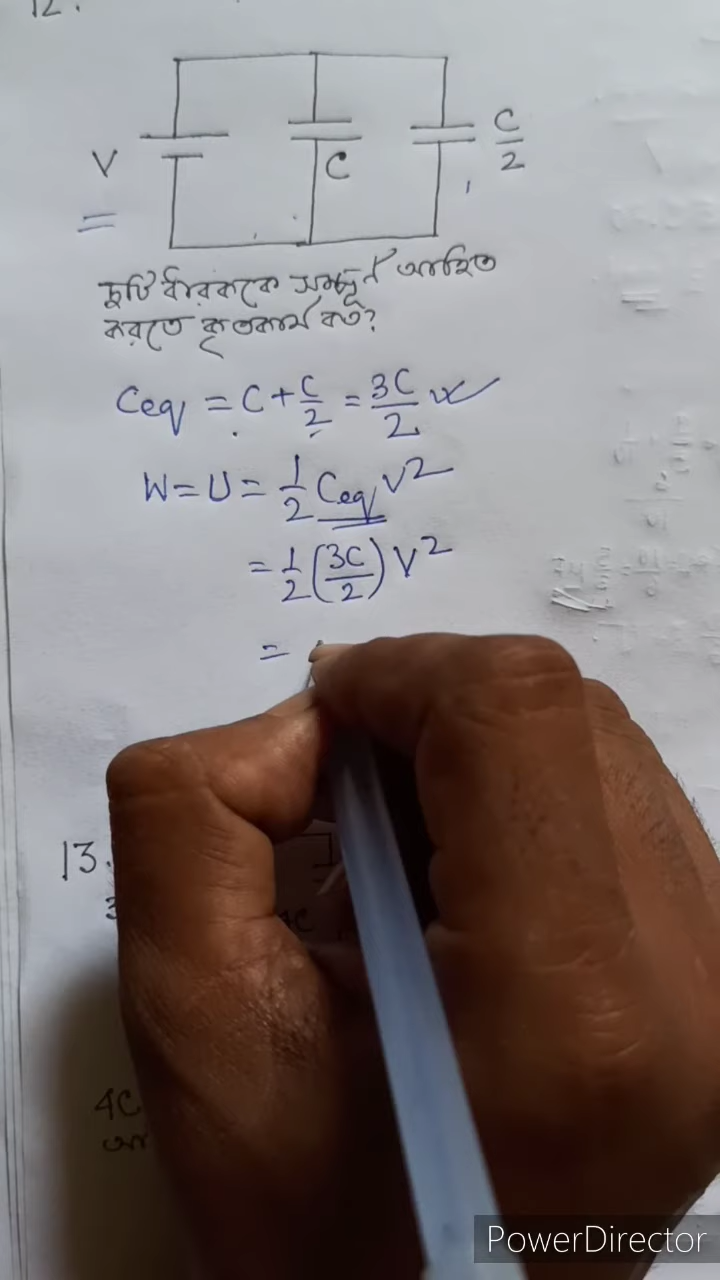 12.
V
=
C
C/2
দুটি ধারককে সম্পূর্ণ আহিত
করতে কৃতকার্য কত?
Ceq = C + C/2 = 3C/2
W = U = 1/2 Ceq V²
= 1/2 (3C/2) V²
=
13.
4C
4C
PowerDirector